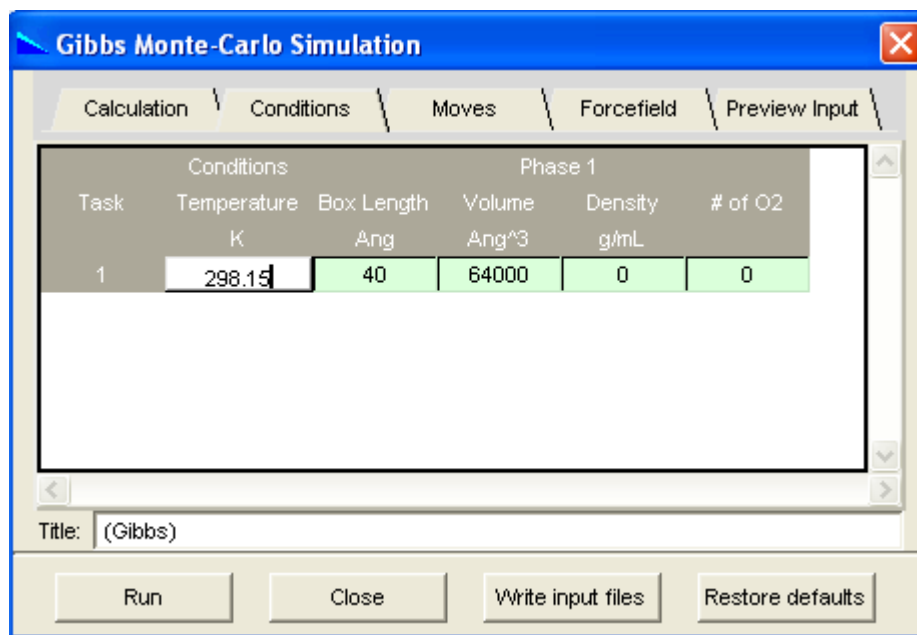 Gibbs Monte-Carlo Simulation
Calculation Conditions Moves Forcefield Preview Input
Conditions Phase 1
Task Temperature Box Length Volume Density # of O2
K Ang Ang^3 g/mL
1 298.15 40 64000 0 0
Title: (Gibbs)
Run Close Write input files Restore defaults